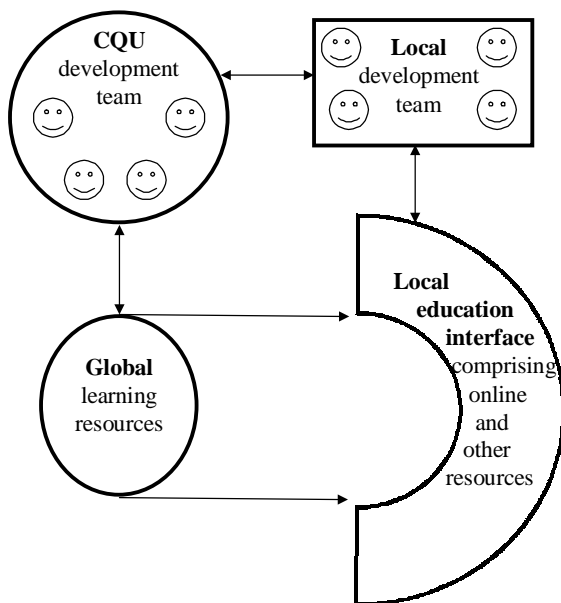 CQU
development
team
Local
development
team
Local
education
interface
comprising
online
and
other
resources
Global
learning
resources